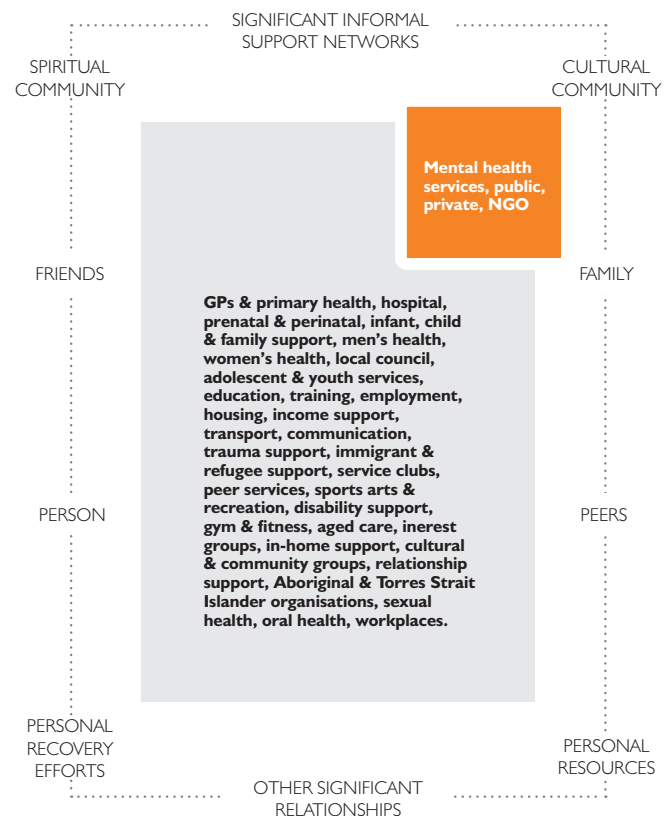 SIGNIFICANT INFORMAL
SUPPORT NETWORKS
SPIRITUAL
COMMUNITY
CULTURAL
COMMUNITY
Mental health
services, public,
private, NGO
FRIENDS
FAMILY
GPs & primary health, hospital,
prenatal & perinatal, infant, child
& family support, men’s health,
women’s health, local council,
adolescent & youth services,
education, training, employment,
housing, income support,
transport, communication,
trauma support, immigrant &
refugee support, service clubs,
peer services, sports arts &
recreation, disability support,
gym & fitness, aged care, inerest
groups, in-home support, cultural
& community groups, relationship
support, Aboriginal & Torres Strait
Islander organisations, sexual
health, oral health, workplaces.
PERSON
PEERS
PERSONAL
RECOVERY
EFFORTS
PERSONAL
RESOURCES
OTHER SIGNIFICANT
RELATIONSHIPS